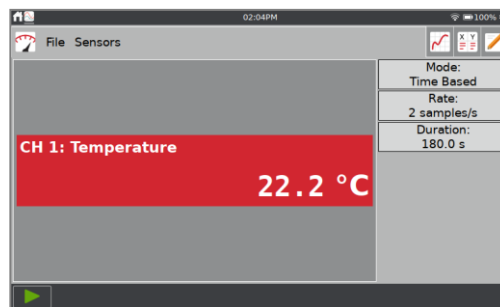 02:04PM
100%
File Sensors
X Y
Mode:
Time Based
Rate:
2 samples/s
Duration:
180.0 s
CH 1: Temperature
22.2 °C